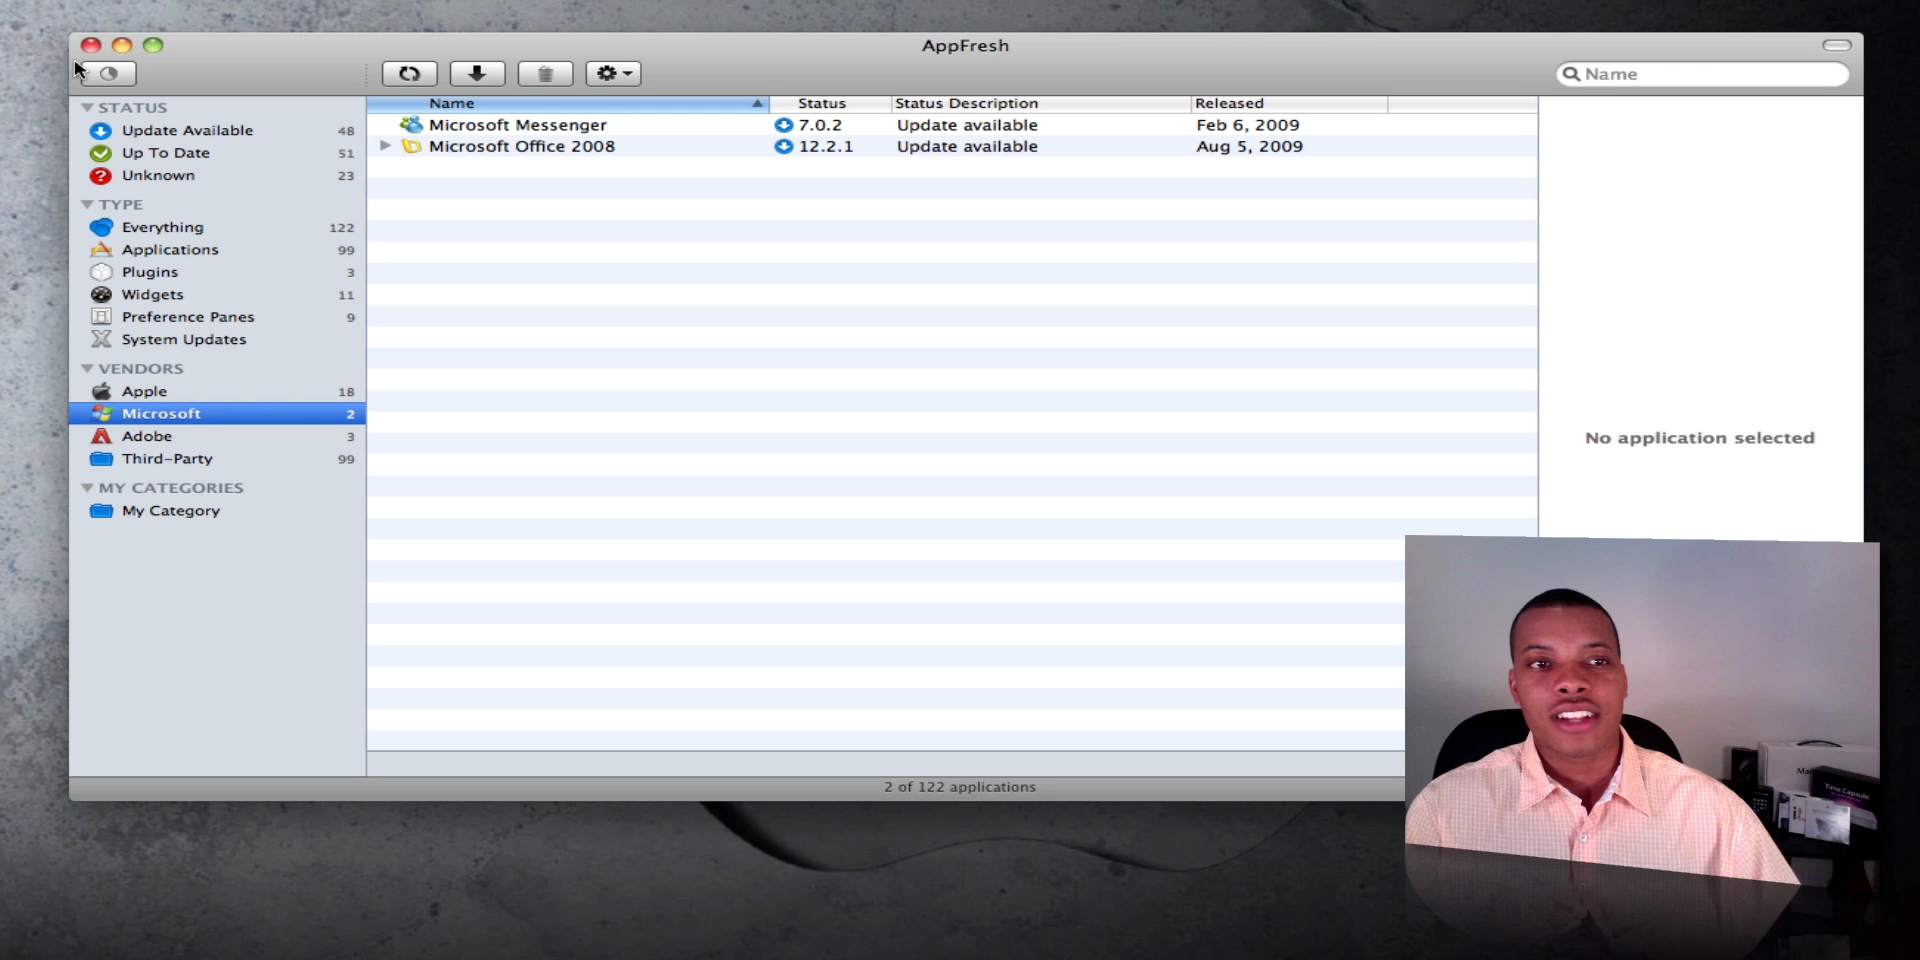 AppFresh
Name
STATUS
Update Available 48
Up To Date 51
Unknown 23
TYPE
Everything 122
Applications 99
Plugins 3
Widgets 11
Preference Panes 9
System Updates
VENDORS
Apple 18
Microsoft 2
Adobe 3
Third-Party 99
MY CATEGORIES
My Category
Name Status Status Description Released
Microsoft Messenger 7.0.2 Update available Feb 6, 2009
Microsoft Office 2008 12.2.1 Update available Aug 5, 2009
No application selected
2 of 122 applications
Time Capsule